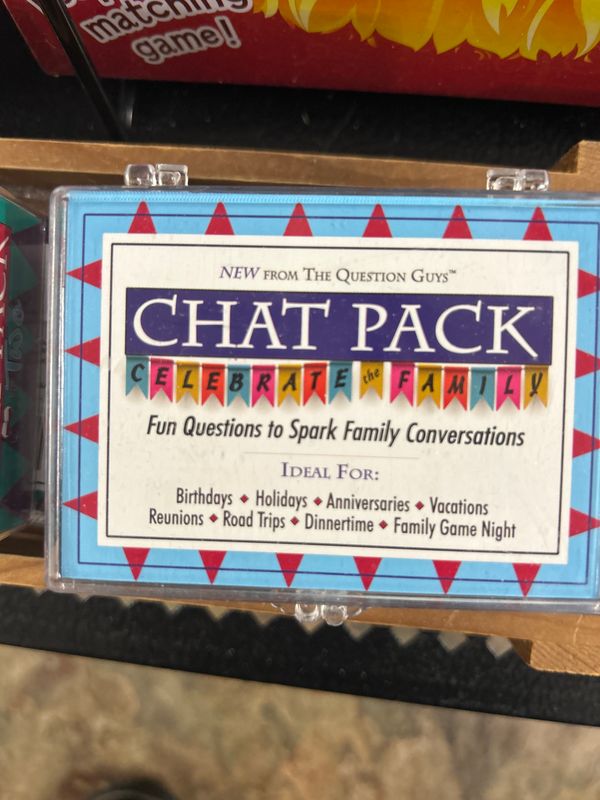 matching
game!
NEW FROM THE QUESTION GUYS™
CHAT PACK
CELEBRATE the FAMILY
Fun Questions to Spark Family Conversations
IDEAL FOR:
Birthdays ◆ Holidays ◆ Anniversaries ◆ Vacations
Reunions ◆ Road Trips ◆ Dinnertime ◆ Family Game Night